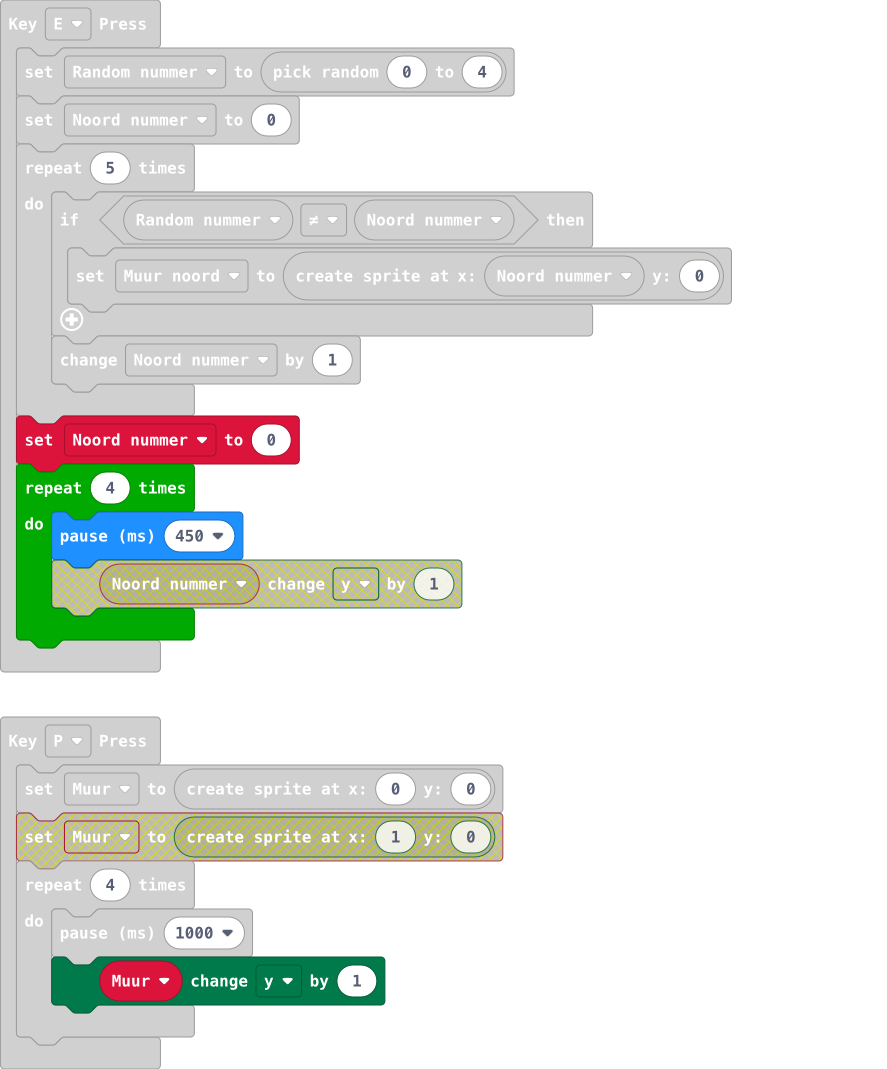 Key E Press
set Random nummer to pick random 0 to 4
set Noord nummer to 0
repeat 5 times
do
if Random nummer ≠ Noord nummer then
set Muur noord to create sprite at x: Noord nummer y: 0
change Noord nummer by 1
set Noord nummer to 0
repeat 4 times
do
pause (ms) 450
Noord nummer change y by 1
Key P Press
set Muur to create sprite at x: 0 y: 0
set Muur to create sprite at x: 1 y: 0
repeat 4 times
do
pause (ms) 1000
Muur change y by 1